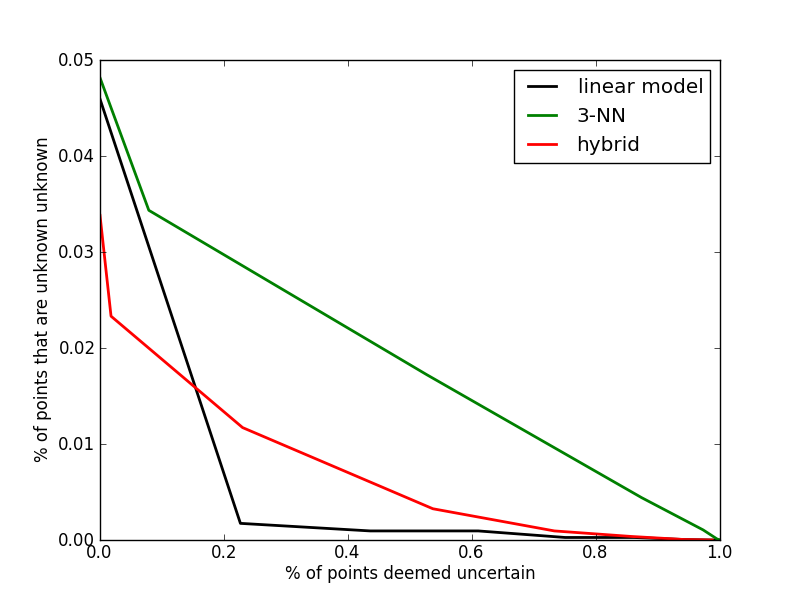 0.05
0.04
0.03
0.02
0.01
0.00
% of points that are unknown unknown
linear model
3-NN
hybrid
0.0 0.2 0.4 0.6 0.8 1.0
% of points deemed uncertain